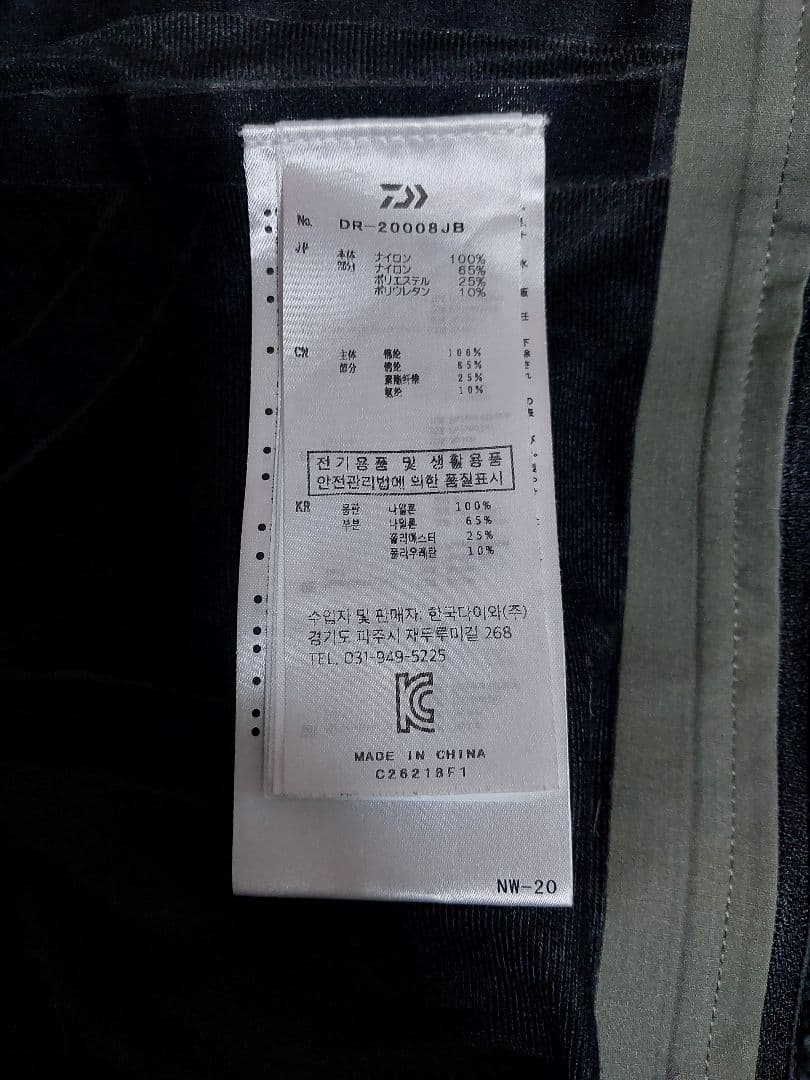 No. DR-20008JB
JP 本体 ナイロン 100%
部分 ナイロン 65%
ポリエステル 25%
ポリウレタン 10%
CN 主体 锦纶 100%
部分 锦纶 65%
聚酯纤维 25%
氨纶 10%
전기용품 및 생활용품
안전관리법에 의한 품질표시
KR 몸판 나일론 100%
부분 나일론 65%
폴리에스터 25%
폴리우레탄 10%
수입자 및 판매자: 한국다이와(주)
경기도 파주시 재두루미길 268
TEL. 031-949-5225
MADE IN CHINA
C26218F1
NW-20